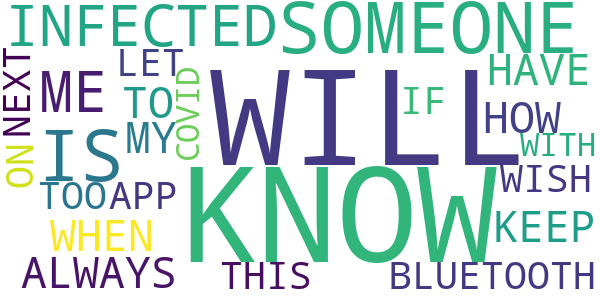 INFECTED SOMEONE
NEXT ME LET TO COVID WILL IF HAVE
ON IS MY HOW WITH
TOO APP KNOW WISH
WHEN KEEP
ALWAYS THIS BLUETOOTH